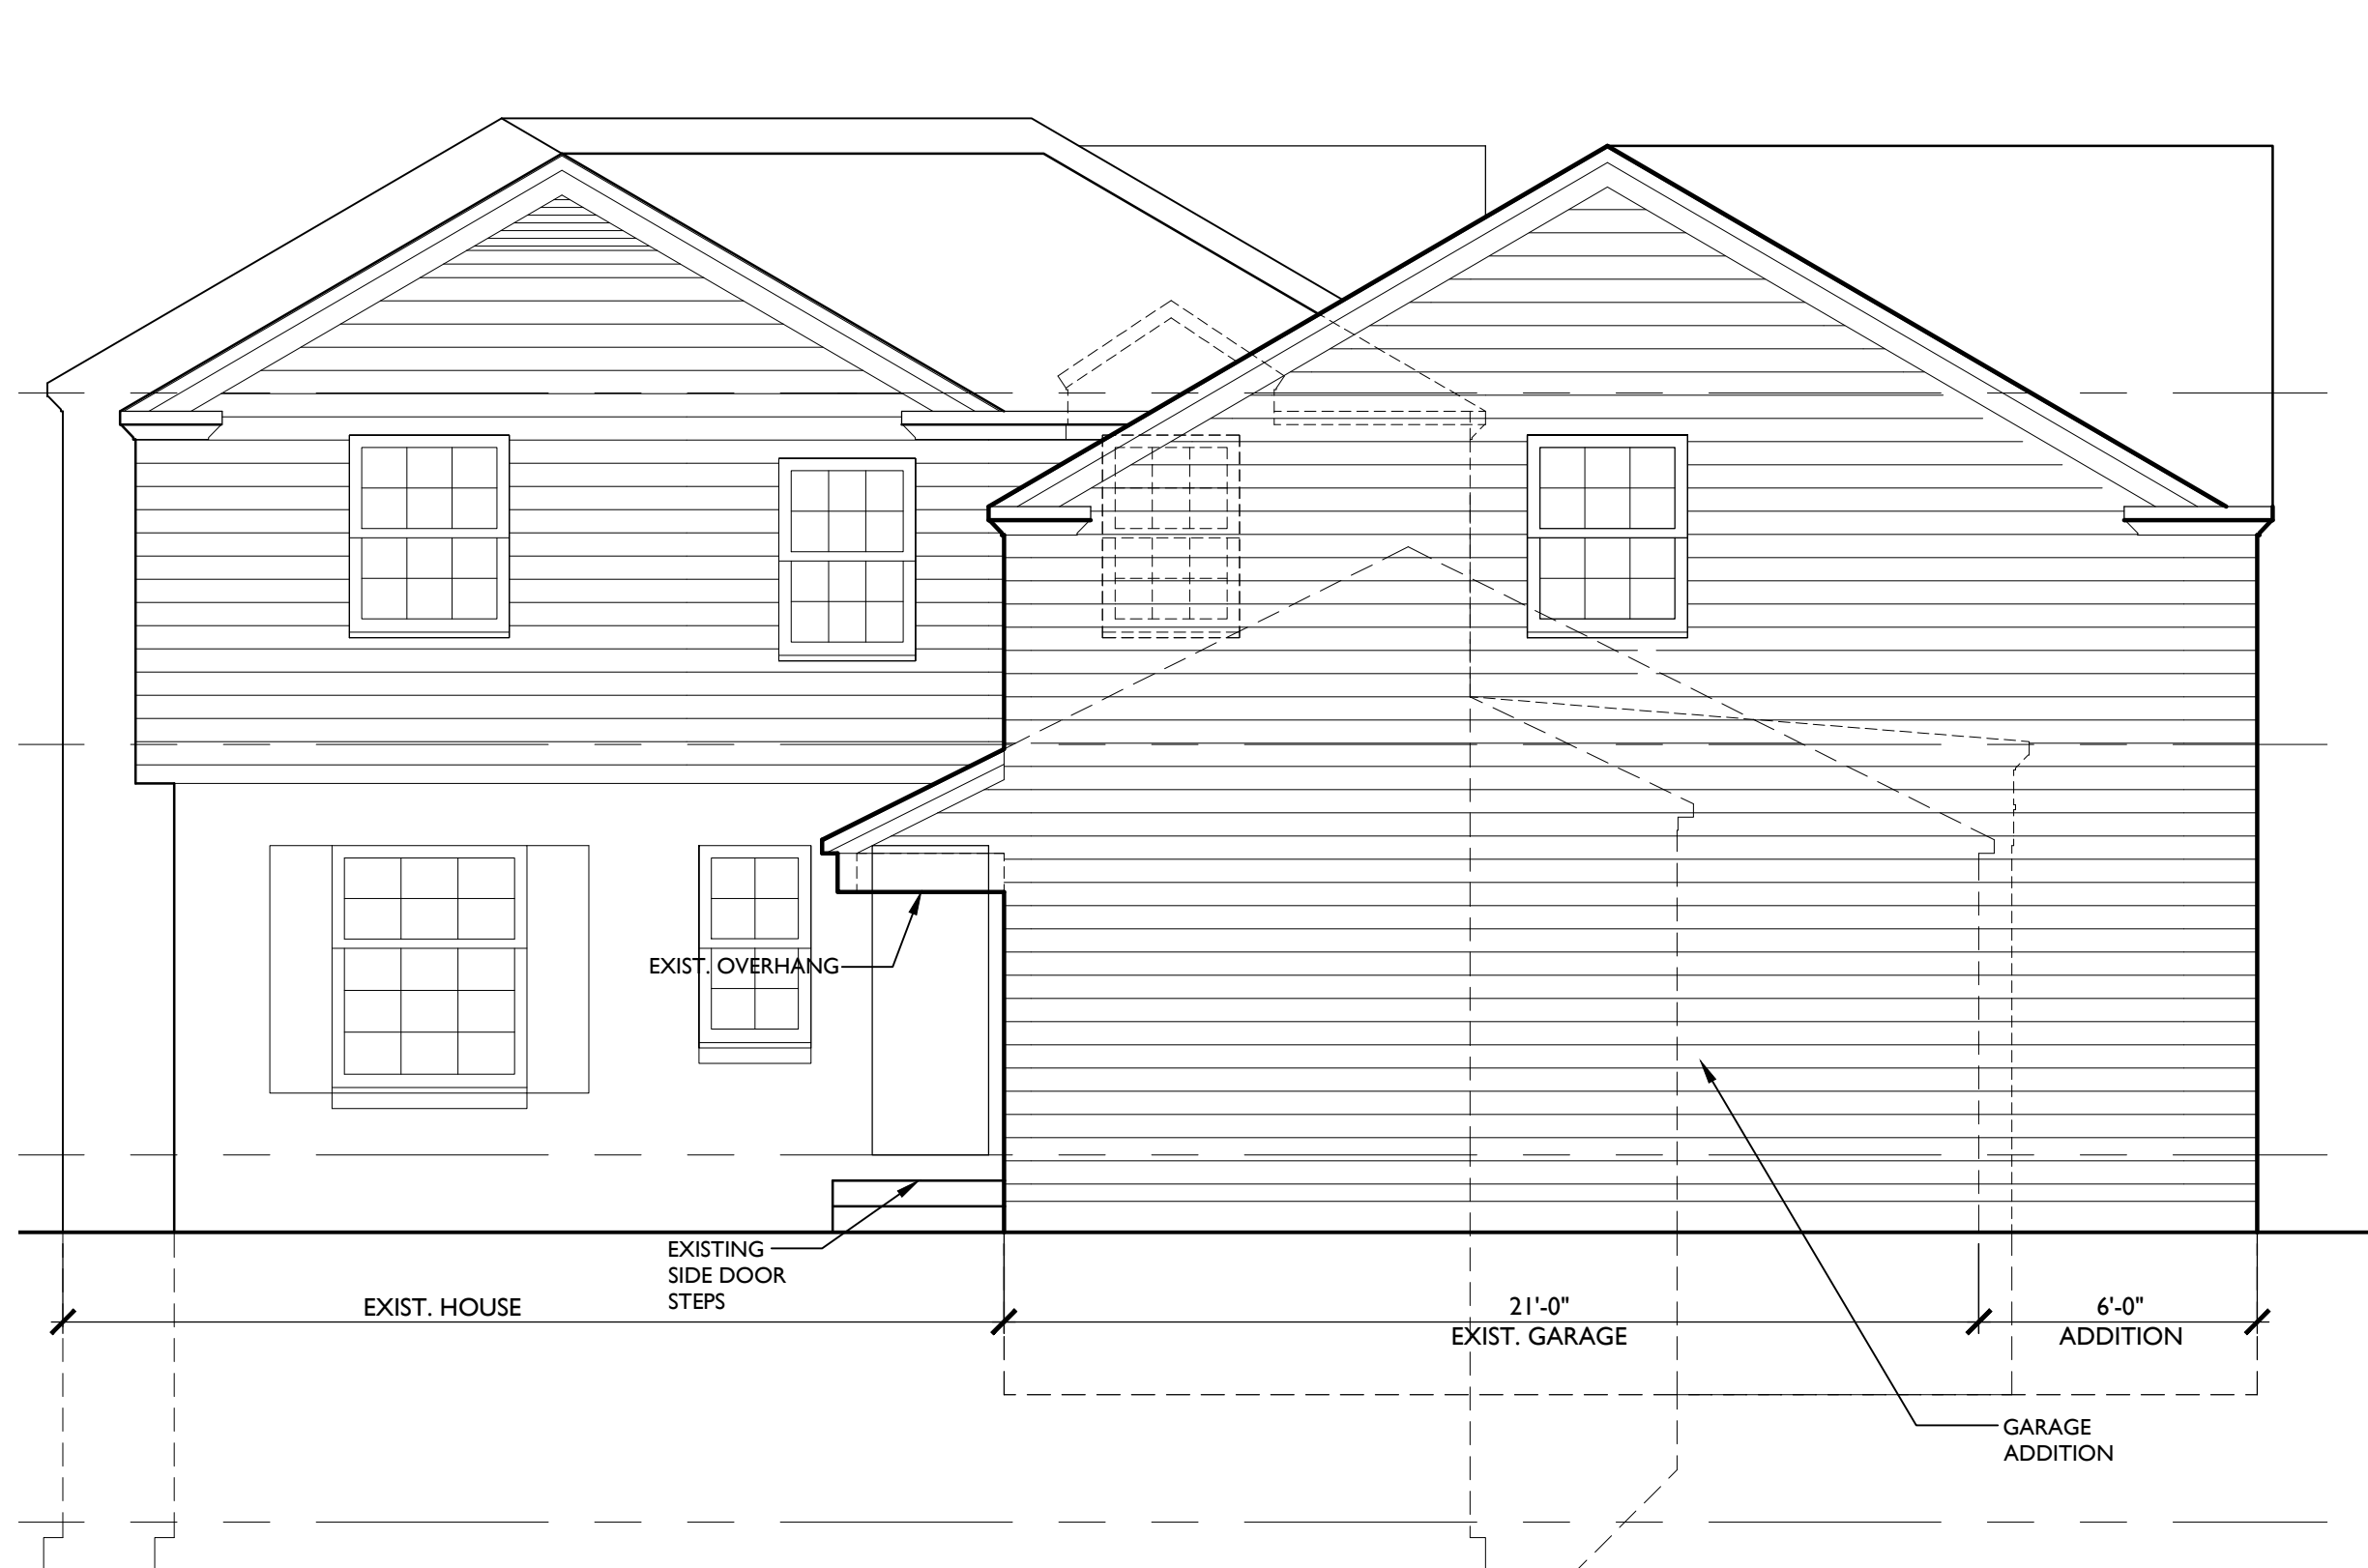 EXIST. OVERHANG
EXISTING
SIDE DOOR
STEPS
EXIST. HOUSE
21'-0"
EXIST. GARAGE
6'-0"
ADDITION
GARAGE
ADDITION